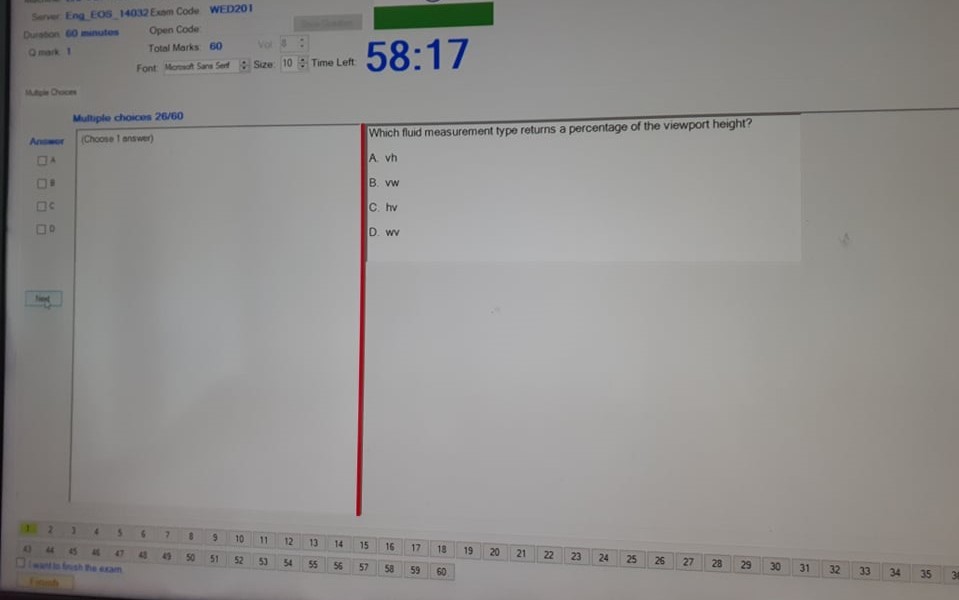 Server: Eng_EOS_14032 Exam Code: WED201
Duration: 60 minutes Open Code:
Q mark: 1 Total Marks: 60 Vol: 8
Font: Microsoft Sans Serif Size: 10 Time Left: 58:17
Multiple Choices
Multiple choices 26/60
Answer (Choose 1 answer)
A
B
C
D
Next
Which fluid measurement type returns a percentage of the viewport height?
A. vh
B. vw
C. hv
D. wv
1 2 3 4 5 6 7 8 9 10 11 12 13 14 15 16 17 18 19 20 21 22 23 24 25 26 27 28 29 30 31 32 33 34 35
43 44 45 46 47 48 49 50 51 52 53 54 55 56 57 58 59 60
I want to finish the exam.
Finish